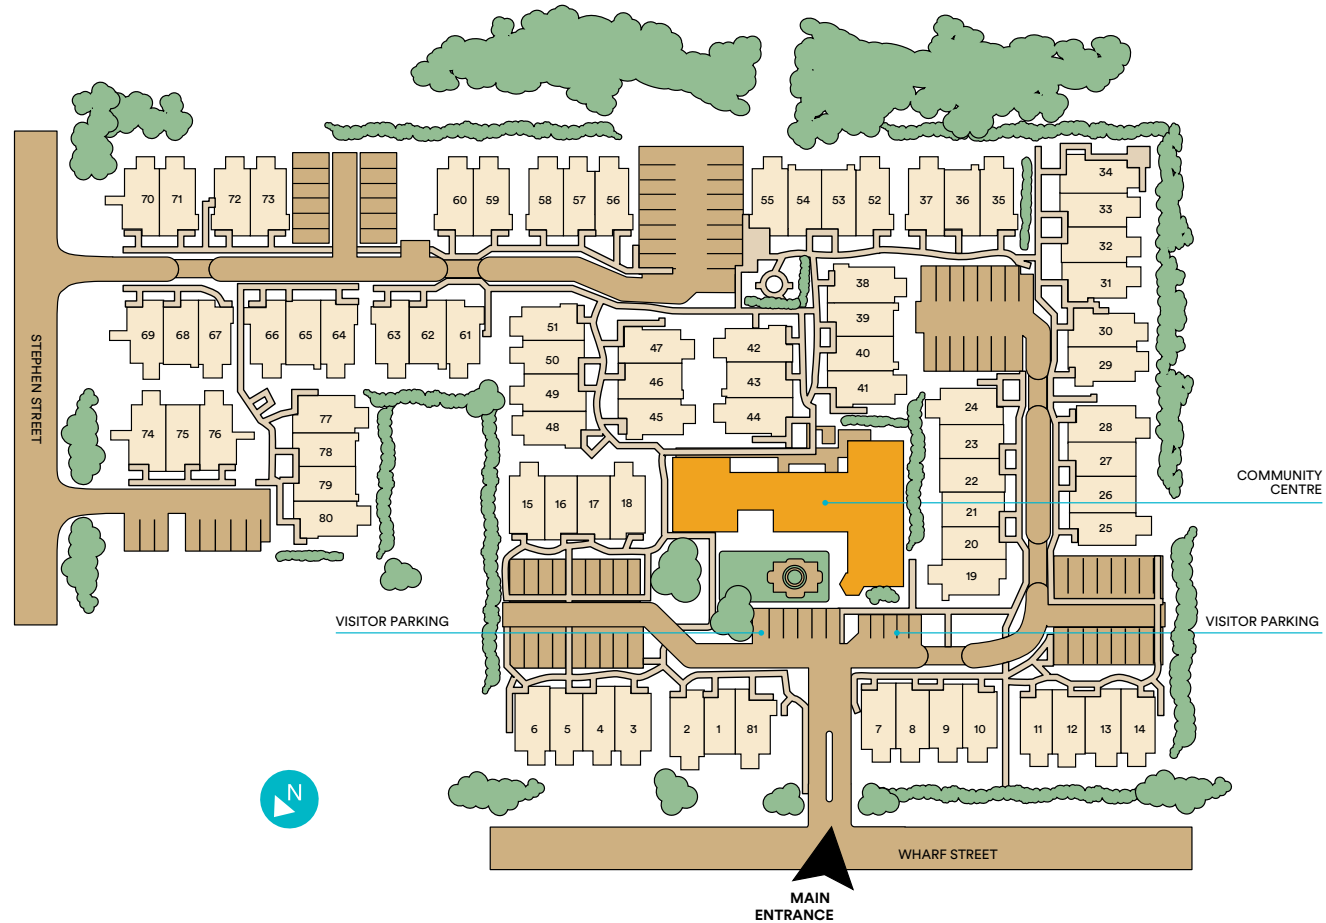 34
70 71 72 73 60 59 58 57 56 55 54 53 52 37 36 35
33
32
31
38
39
40
41
30
29
69 68 67 66 65 64 63 62 61
51
50
49
48
47
46
45
42
43
44
STEPHEN STREET
74 75 76
77
78
79
80
24
23
22
21
20
19
28
27
26
25
COMMUNITY
CENTRE
15 16 17 18
VISITOR PARKING
VISITOR PARKING
6 5 4 3 2 1 81 7 8 9 10 11 12 13 14
N
WHARF STREET
MAIN
ENTRANCE